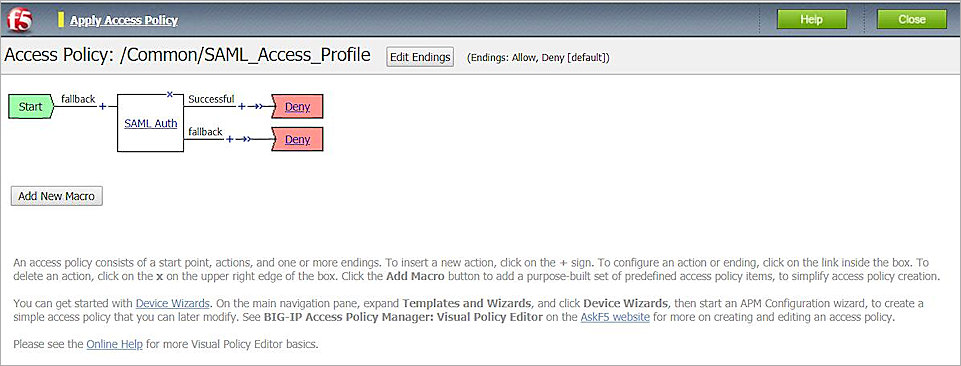 f5 Apply Access Policy Help Close
Access Policy: /Common/SAML_Access_Profile Edit Endings (Endings: Allow, Deny [default])
Start fallback + SAML Auth x Successful + Deny
fallback + Deny
Add New Macro
An access policy consists of a start point, actions, and one or more endings. To insert a new action, click on the + sign. To configure an action or ending, click on the link inside the box. To
delete an action, click on the x on the upper right edge of the box. Click the Add Macro button to add a purpose-built set of predefined access policy items, to simplify access policy creation.
You can get started with Device Wizards. On the main navigation pane, expand Templates and Wizards, and click Device Wizards, then start an APM Configuration wizard, to create a
simple access policy that you can later modify. See BIG-IP Access Policy Manager: Visual Policy Editor on the AskF5 website for more on creating and editing an access policy.
Please see the Online Help for more Visual Policy Editor basics.